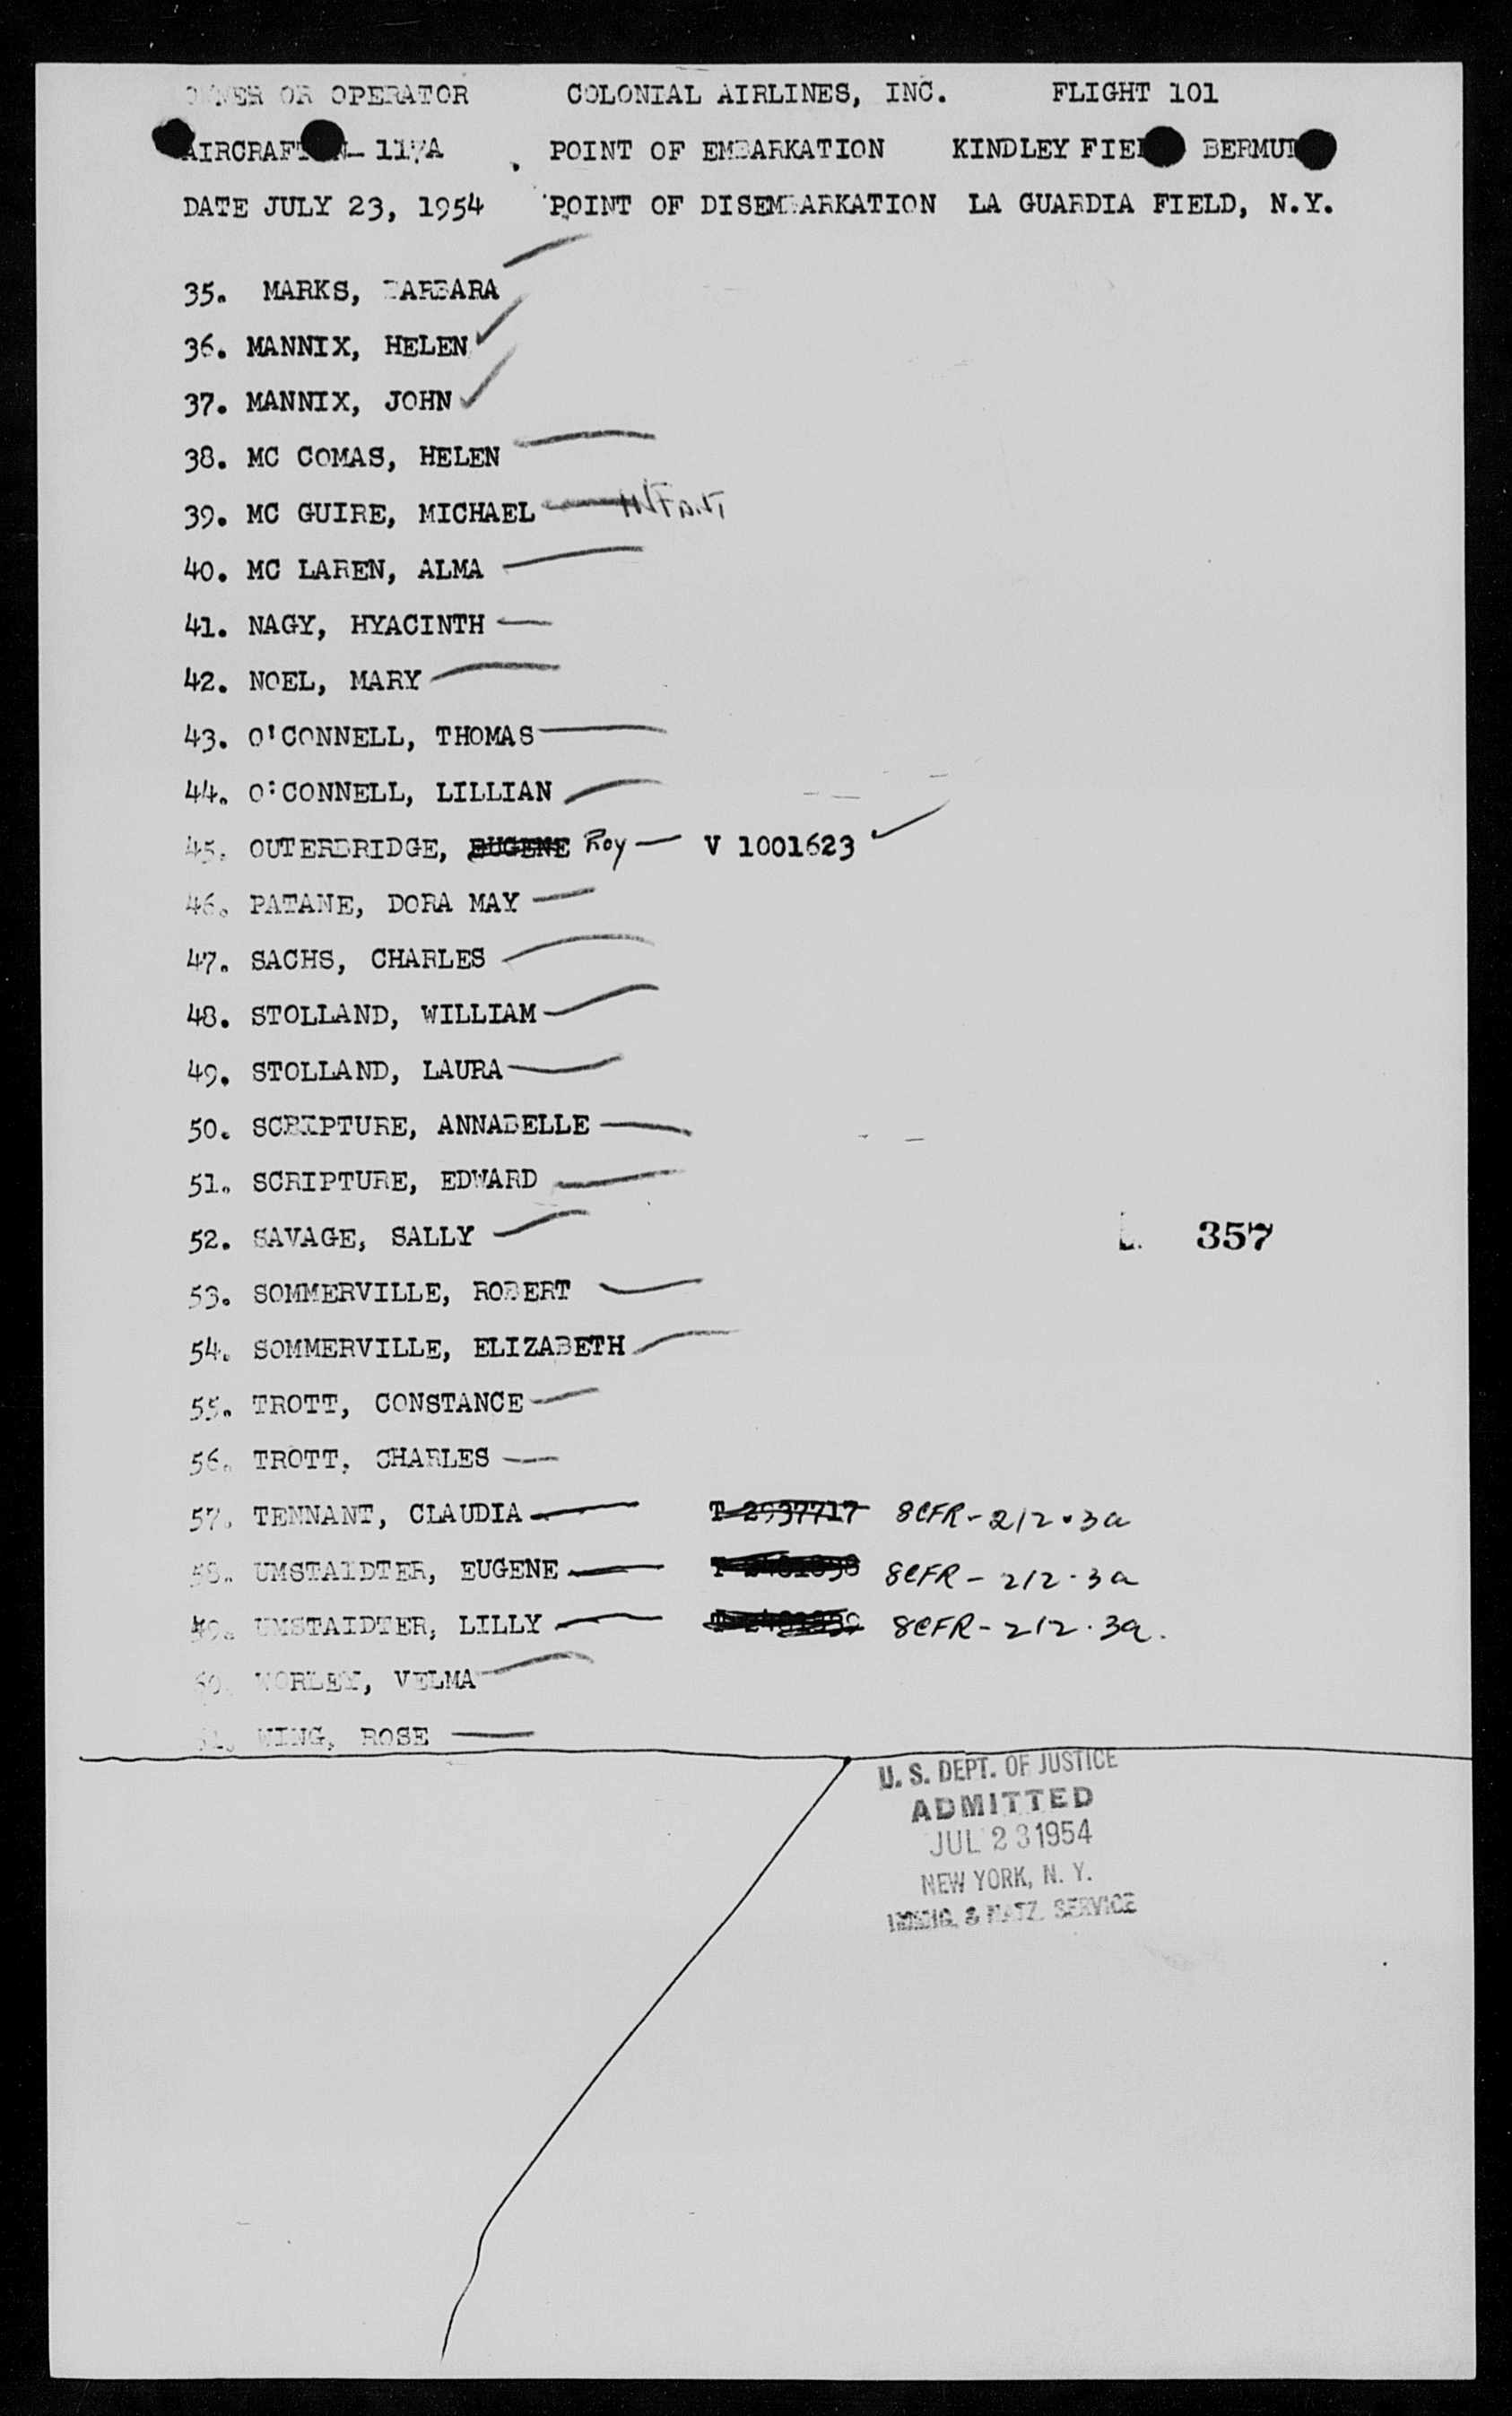 OWNER OR OPERATOR COLONIAL AIRLINES, INC. FLIGHT 101
AIRCRAFT N- 117A POINT OF EMBARKATION KINDLEY FIELD BERMUDA
DATE JULY 23, 1954 POINT OF DISEMBARKATION LA GUARDIA FIELD, N.Y.
35. MARKS, BARBARA
36. MANNIX, HELEN ✓
37. MANNIX, JOHN ✓
38. MC COMAS, HELEN
39. MC GUIRE, MICHAEL — INFANT
40. MC LAREN, ALMA —
41. NAGY, HYACINTH —
42. NOEL, MARY —
43. O'CONNELL, THOMAS —
44. O'CONNELL, LILLIAN —
45. OUTERBRIDGE, EUGENE Roy — V 1001623 ✓
46. PATANE, DORA MAY —
47. SACHS, CHARLES —
48. STOLLAND, WILLIAM —
49. STOLLAND, LAURA —
50. SCRIPTURE, ANNABELLE —
51. SCRIPTURE, EDWARD —
52. SAVAGE, SALLY —
L. 357
53. SOMMERVILLE, ROBERT —
54. SOMMERVILLE, ELIZABETH —
55. TROTT, CONSTANCE —
56. TROTT, CHARLES —
57. TENNANT, CLAUDIA — T-2937717 8CFR-212.3a
58. UMSTAIDTER, EUGENE — 8CFR-212.3a
59. UMSTAIDTER, LILLY — 8CFR-212.3a.
60. WORLEY, VELMA —
61. WING, ROSE —
U. S. DEPT. OF JUSTICE
ADMITTED
JUL 23 1954
NEW YORK, N. Y.
IMMIG. & NATZ. SERVICE